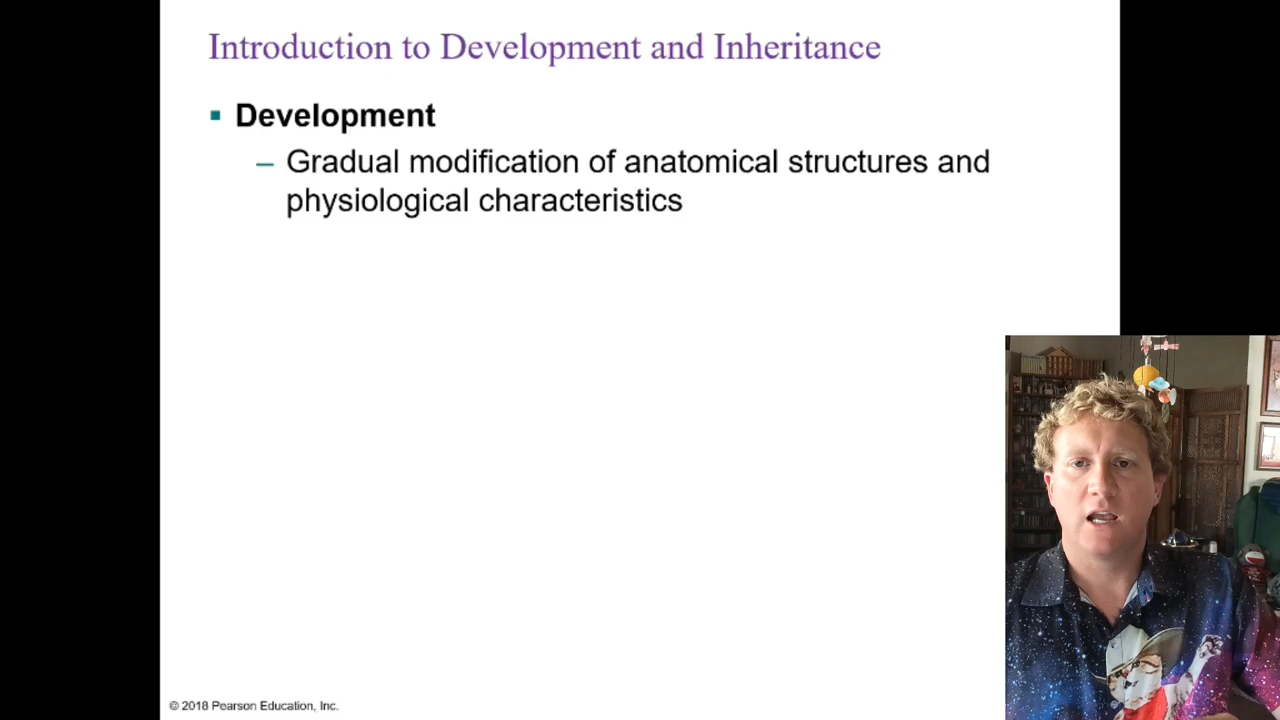 Introduction to Development and Inheritance
▪ Development
– Gradual modification of anatomical structures and
physiological characteristics
© 2018 Pearson Education, Inc.